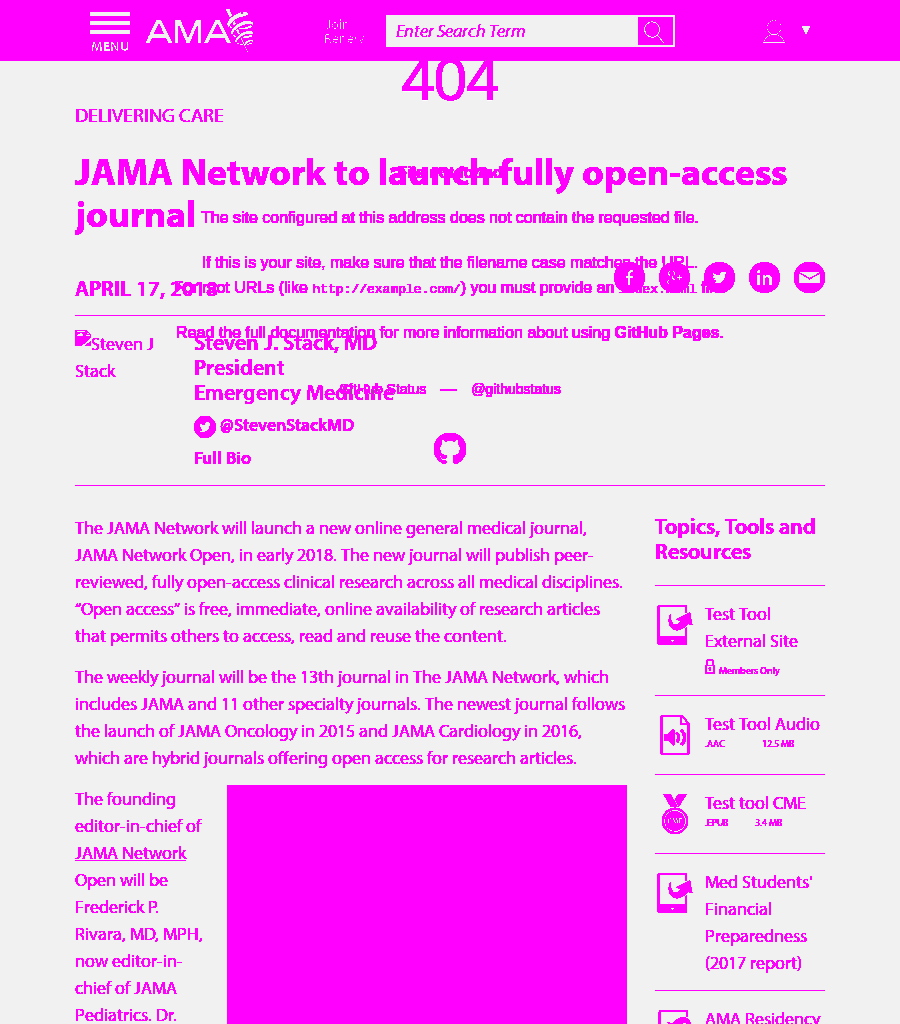 MENU
AMA
Join
Renew
Enter Search Term
▼
404
DELIVERING CARE
JAMA Network to launch fully open-access
journal
The site configured at this address does not contain the requested file.
If this is your site, make sure that the filename case matches the URL.
APRIL 17, 2018
For root URLs (like http://example.com/) you must provide an index.html
Read the full documentation for more information about using GitHub Pages.
Steven J
Stack
Steven J. Stack, MD
President
Emergency Medicine
GitHub Status — @githubstatus
@StevenStackMD
Full Bio
The JAMA Network will launch a new online general medical journal,
JAMA Network Open, in early 2018. The new journal will publish peer-
reviewed, fully open-access clinical research across all medical disciplines.
“Open access” is free, immediate, online availability of research articles
that permits others to access, read and reuse the content.
The weekly journal will be the 13th journal in The JAMA Network, which
includes JAMA and 11 other specialty journals. The newest journal follows
the launch of JAMA Oncology in 2015 and JAMA Cardiology in 2016,
which are hybrid journals offering open access for research articles.
The founding
editor-in-chief of
JAMA Network
Open will be
Frederick P.
Rivara, MD, MPH,
now editor-in-
chief of JAMA
Pediatrics. Dr.
Topics, Tools and
Resources
Test Tool
External Site
Members Only
Test Tool Audio
.AAC 12.5 MB
Test tool CME
.EPUB 3.4 MB
Med Students'
Financial
Preparedness
(2017 report)
AMA Residency